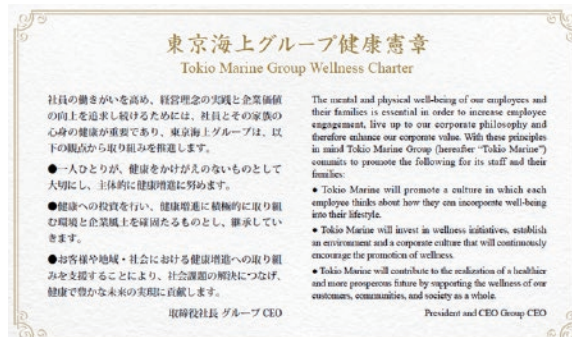 東京海上グループ健康憲章
Tokio Marine Group Wellness Charter
社員の働きがいを高め、経営理念の実践と企業価値
の向上を追求し続けるためには、社員とその家族の
心身の健康が重要であり、東京海上グループは、以
下の観点から取り組みを推進します。
●一人ひとりが、健康をかけがえのないものとして
大切にし、主体的に健康増進に努めます。
●健康への投資を行い、健康増進に積極的に取り組
む環境と企業風土を確固たるものとし、継承してい
きます。
●お客様や地域・社会における健康増進への取り組
みを支援することにより、社会課題の解決につなげ、
健康で豊かな未来の実現に貢献します。
取締役社長 グループ CEO
The mental and physical well-being of our employees and
their families is essential in order to increase employee
engagement, live up to our corporate philosophy and
therefore enhance our corporate value. With these principles
in mind Tokio Marine Group (hereafter "Tokio Marine")
commits to promote the following for its staff and their
families:
● Tokio Marine will promote a culture in which each
employee thinks about how they can incorporate well-being
into their lifestyle.
● Tokio Marine will invest in wellness initiatives, establish
an environment and a corporate culture that will continuously
encourage the promotion of wellness.
● Tokio Marine will contribute to the realization of a healthier
and more prosperous future by supporting the wellness of our
customers, communities, and society as a whole.
President and CEO Group CEO